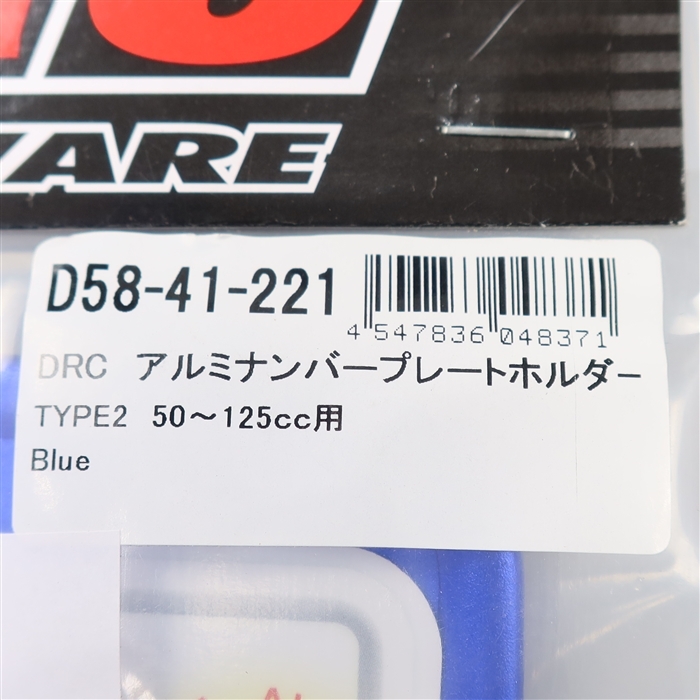 WARE
D58-41-221
4 547836 048371
DRC アルミナンバープレートホルダー
TYPE2 50～125cc用
Blue